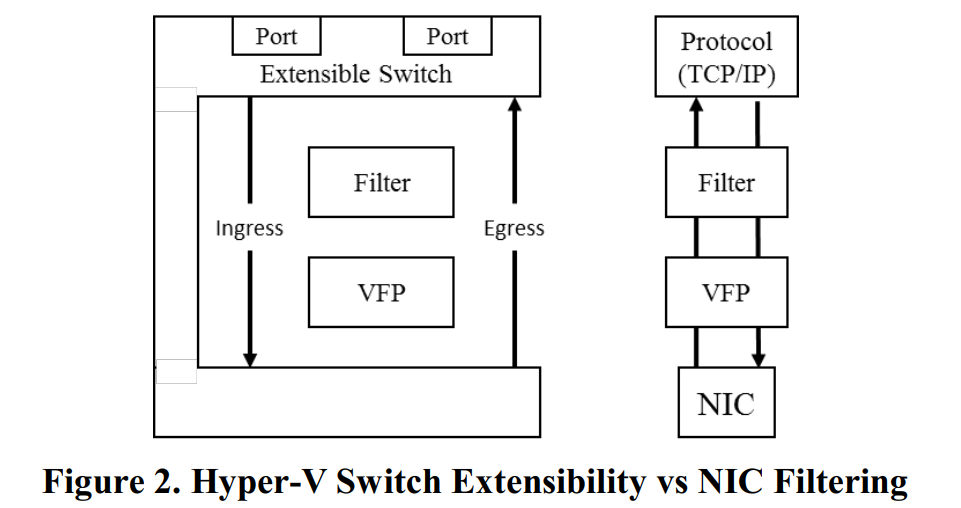 Port
Port
Extensible Switch
Filter
Ingress
Egress
VFP
Protocol
(TCP/IP)
Filter
VFP
NIC
Figure 2. Hyper-V Switch Extensibility vs NIC Filtering